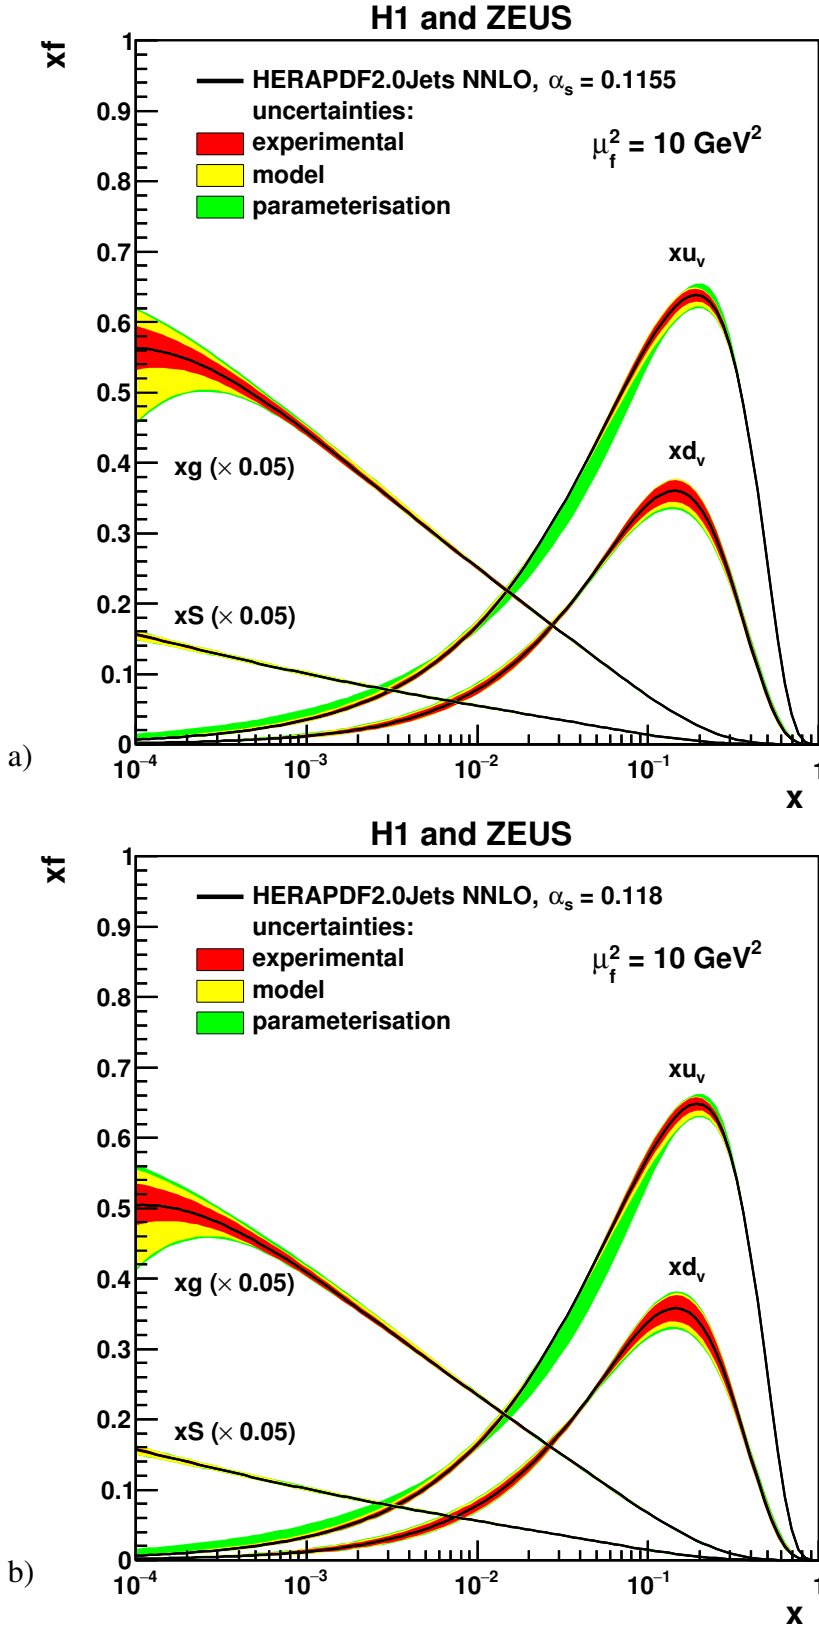 H1 and ZEUS
xf
1
HERAPDF2.0Jets NNLO, αs = 0.1155
uncertainties:
experimental
model
parameterisation
μf² = 10 GeV²
0.9
0.8
0.7
0.6
0.5
0.4
0.3
0.2
0.1
0
xuv
xdv
xg (× 0.05)
xS (× 0.05)
a)
10⁻⁴ 10⁻³ 10⁻² 10⁻¹ 1
x
H1 and ZEUS
xf
1
HERAPDF2.0Jets NNLO, αs = 0.118
uncertainties:
experimental
model
parameterisation
μf² = 10 GeV²
0.9
0.8
0.7
0.6
0.5
0.4
0.3
0.2
0.1
0
xuv
xdv
xg (× 0.05)
xS (× 0.05)
b)
10⁻⁴ 10⁻³ 10⁻² 10⁻¹ 1
x